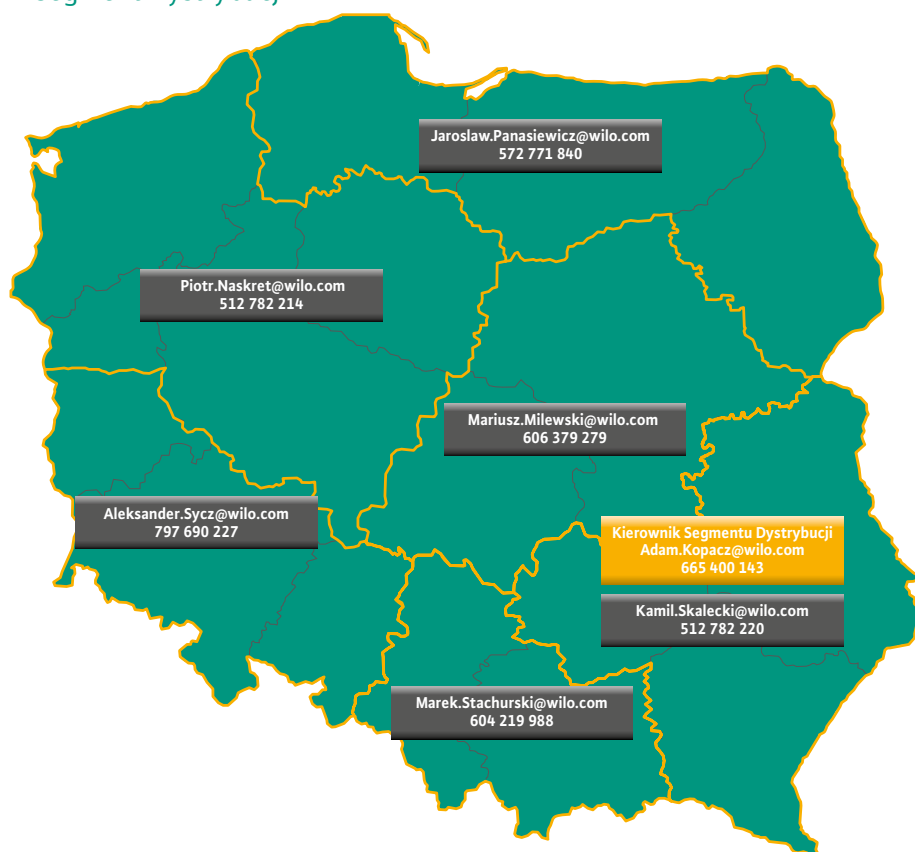 Jaroslaw.Panasiewicz@wilo.com
572 771 840
Piotr.Naskret@wilo.com
512 782 214
Mariusz.Milewski@wilo.com
606 379 279
Aleksander.Sycz@wilo.com
797 690 227
Kierownik Segmentu Dystrybucji
Adam.Kopacz@wilo.com
665 400 143
Kamil.Skalecki@wilo.com
512 782 220
Marek.Stachurski@wilo.com
604 219 988